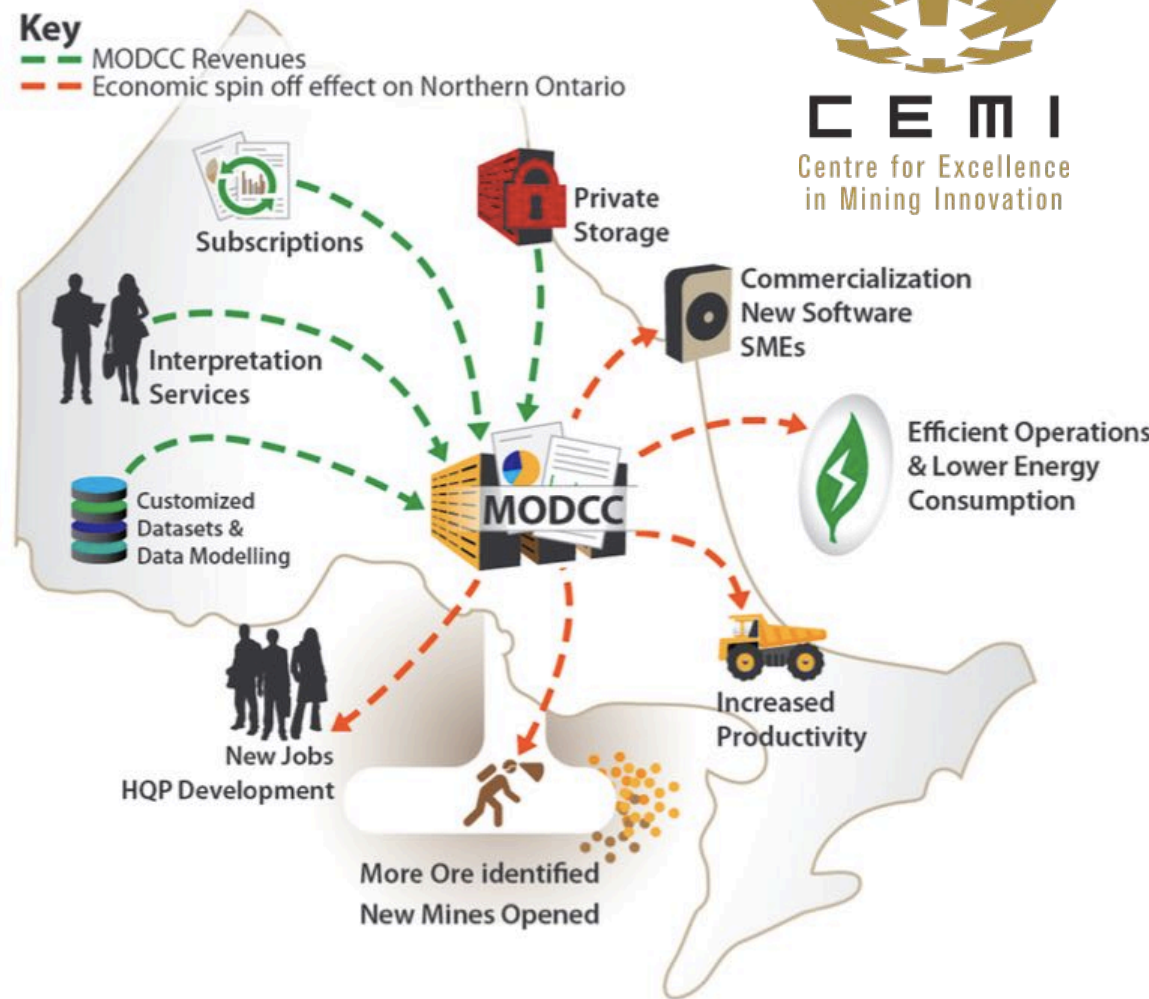 Key
MODCC Revenues
Economic spin off effect on Northern Ontario
CEMI
Centre for Excellence
in Mining Innovation
Subscriptions
Private
Storage
Commercialization
New Software
SMEs
Interpretation
Services
Efficient Operations
& Lower Energy
Consumption
Customized
Datasets &
Data Modelling
MODCC
Increased
Productivity
New Jobs
HQP Development
More Ore identified
New Mines Opened